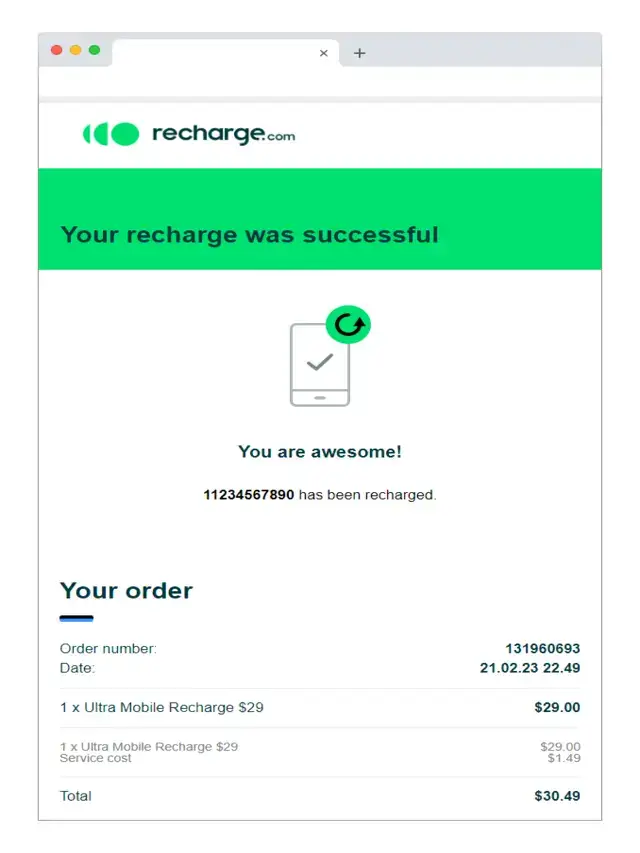 recharge.com
Your recharge was successful
You are awesome!
11234567890 has been recharged.
Your order
Order number: 131960693
Date: 21.02.23 22.49
1 x Ultra Mobile Recharge $29 $29.00
1 x Ultra Mobile Recharge $29 $29.00
Service cost $1.49
Total $30.49